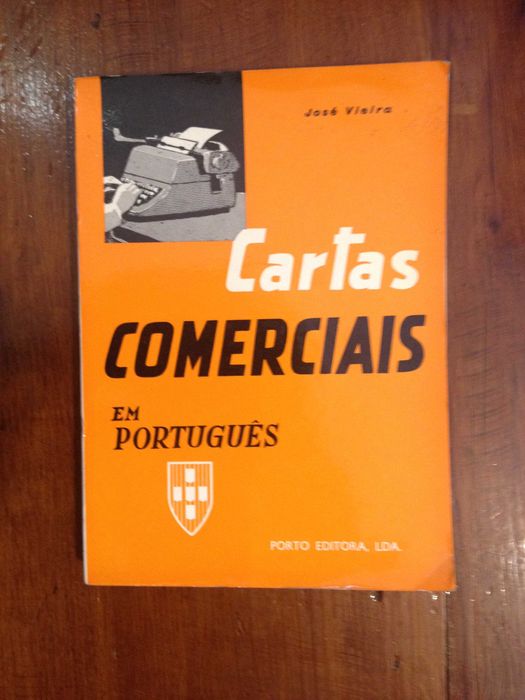 José Vieira
Cartas
COMERCIAIS
EM
PORTUGUÊS
PORTO EDITORA, LDA.